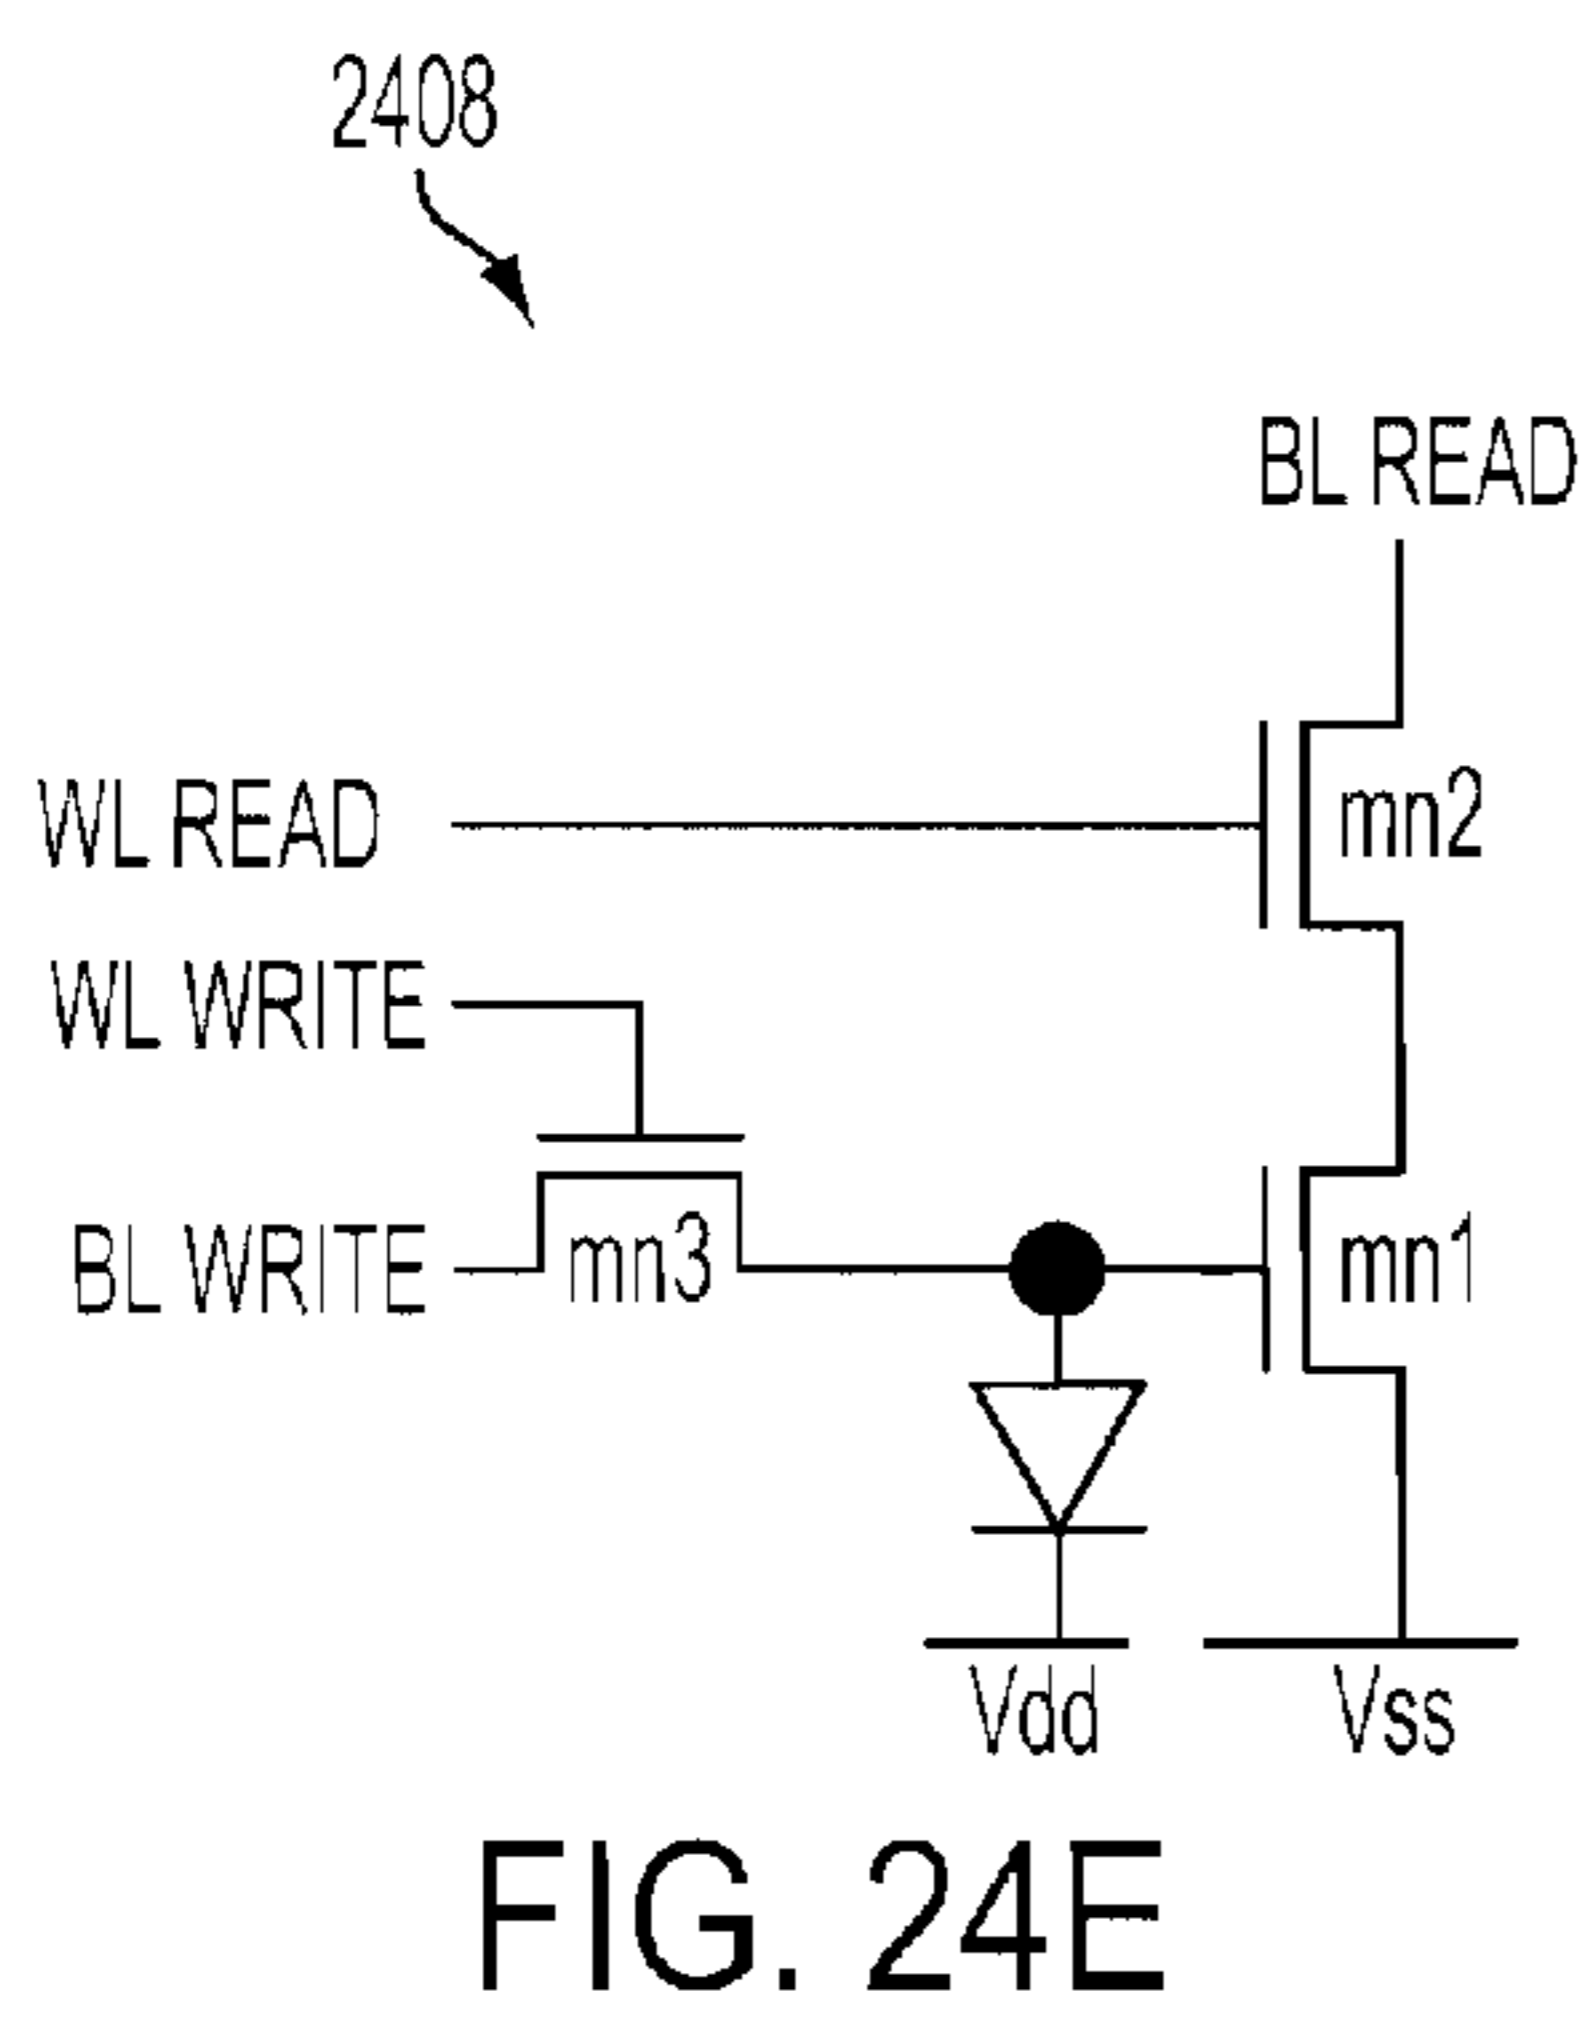 2408
BL READ
WL READ
mn2
WL WRITE
BL WRITE
mn3
mn1
Vdd
Vss
FIG. 24E